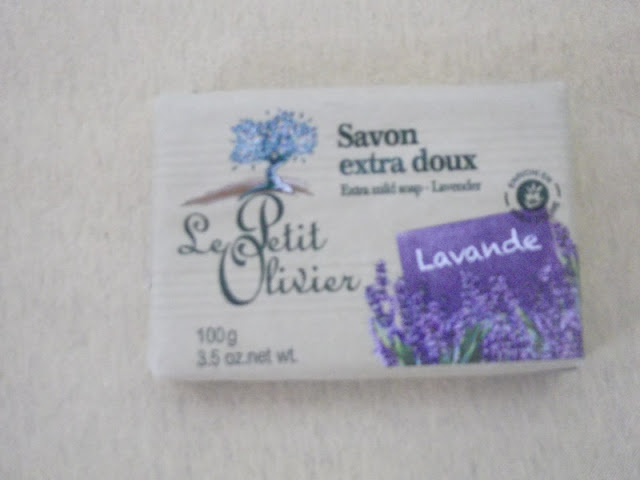 Savon
extra doux
Extra mild soap - Lavender
Le Petit
Olivier
Lavande
100g
3.5 oz.net wt.